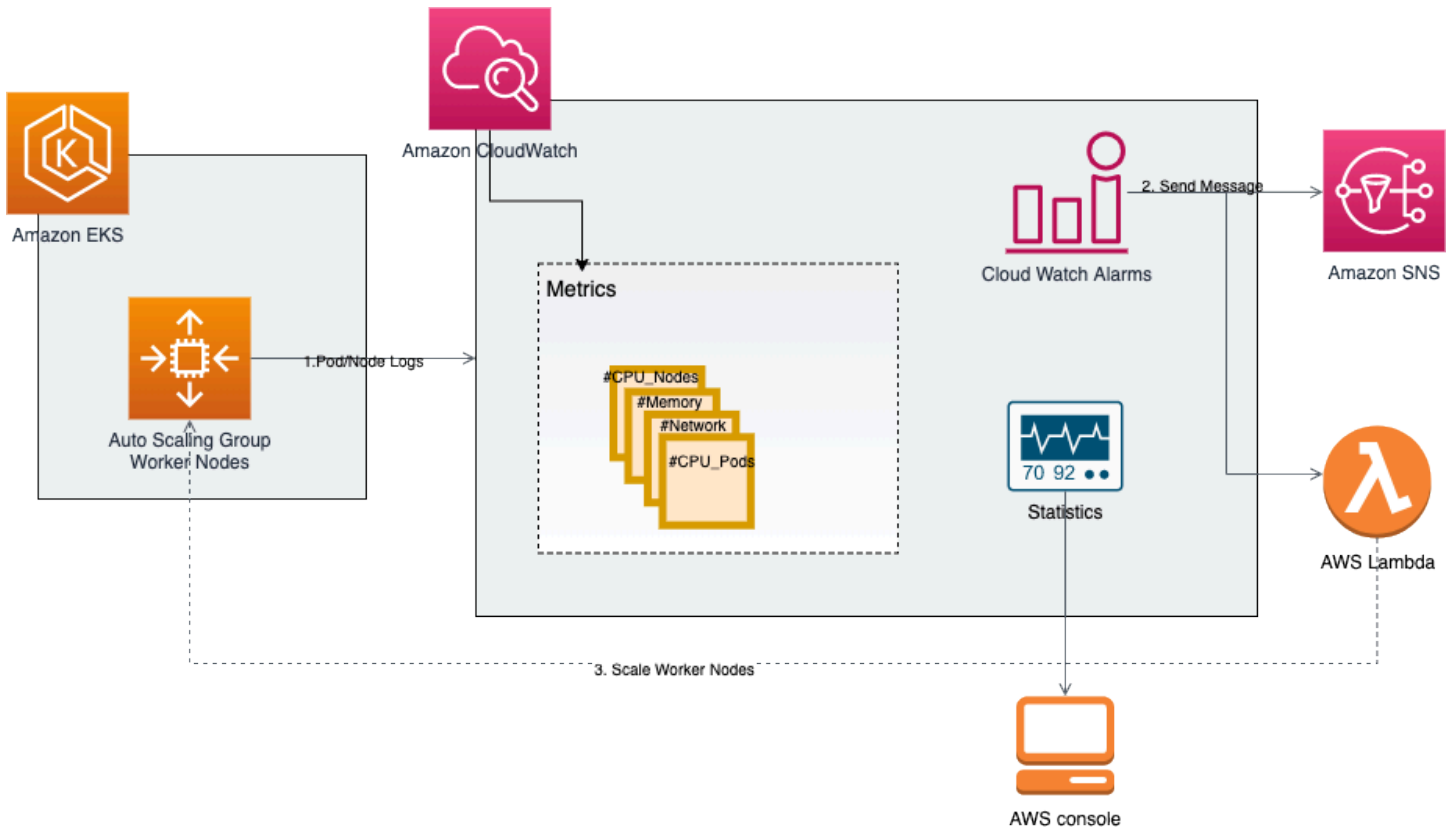 Amazon CloudWatch
Amazon EKS
2. Send Message
Cloud Watch Alarms
Amazon SNS
Metrics
1.Pod/Node Logs
#CPU_Nodes
#Memory
#Network
#CPU_Pods
Auto Scaling Group
Worker Nodes
70 92
Statistics
AWS Lambda
3. Scale Worker Nodes
AWS console